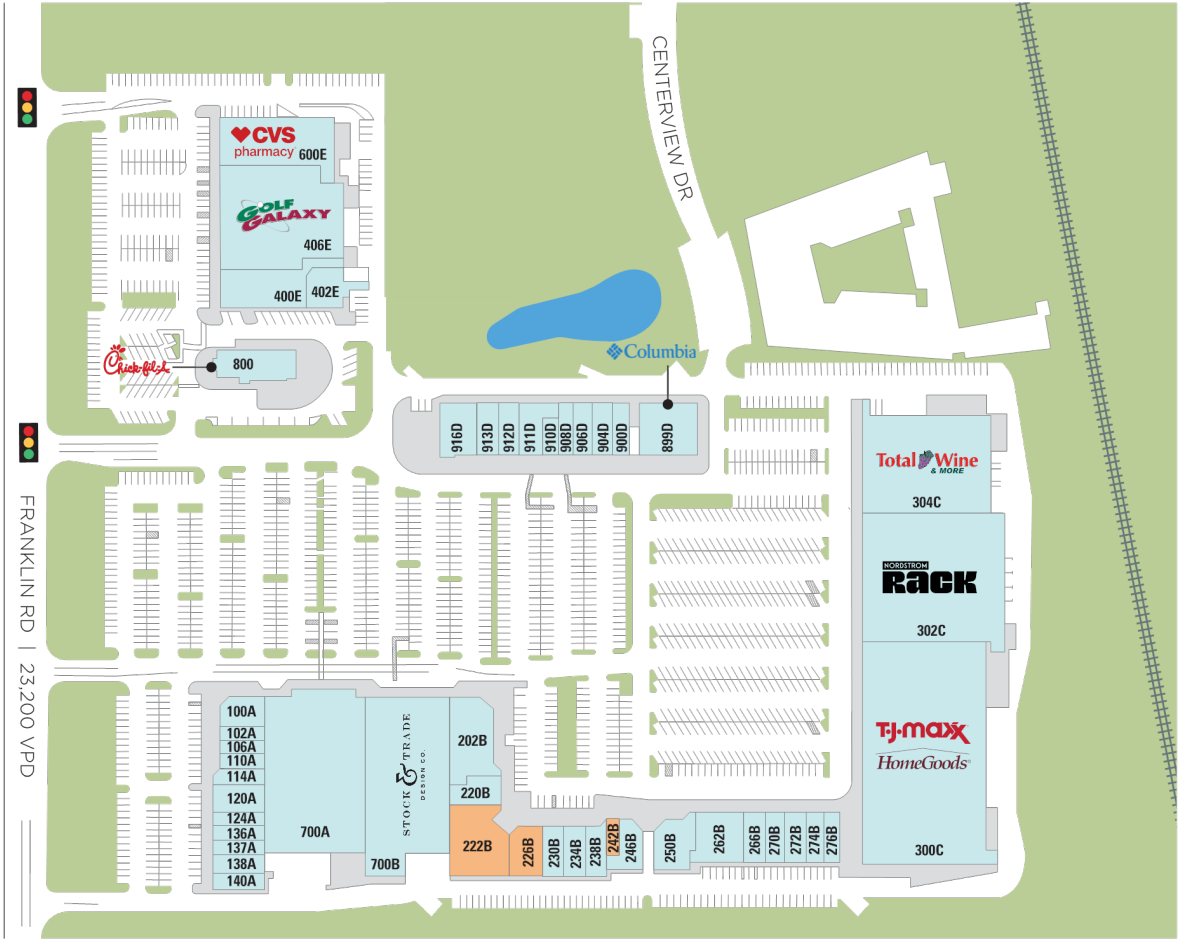 CENTERVIEW DR
CVS
pharmacy
600E
GOLF
GALAXY
406E
400E
402E
Chick-fil-A
800
Columbia
916D
913D
912D
911D
910D
908D
906D
904D
900D
899D
Total Wine
& MORE
304C
NORDSTROM
RACK
302C
T·J·maxx
HomeGoods
300C
FRANKLIN RD | 23,200 VPD
100A
102A
106A
110A
114A
120A
124A
136A
137A
138A
140A
700A
STOCK & TRADE
DESIGN CO.
700B
202B
220B
222B
226B
230B
234B
238B
242B
246B
250B
262B
266B
270B
272B
274B
276B